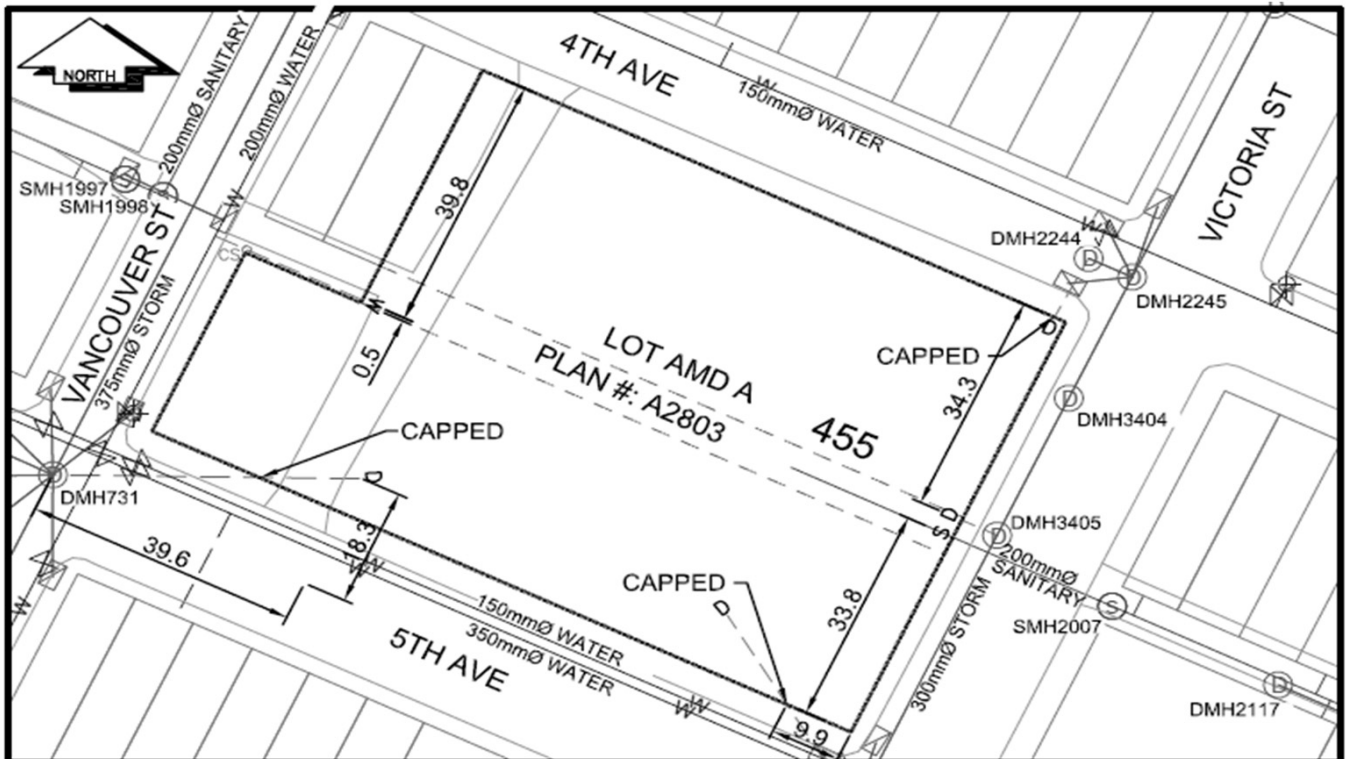 NORTH
200mmØ SANITARY
200mmØ WATER
4TH AVE
150mmØ WATER
W
VICTORIA ST
SMH1997
S
SMH1998
W
VANCOUVER ST
375mmØ STORM
CS
39.8
W
0.5
DMH2244
D
W
D
DMH2245
LOT AMD A
PLAN #: A2803
455
CAPPED
D
34.3
D
DMH3404
CAPPED
D
D
DMH731
39.6
18.3
W
D
S
D
DMH3405
200mmØ
SANITARY
S
SMH2007
CAPPED
D
33.8
300mmØ STORM
150mmØ WATER
350mmØ WATER
5TH AVE
W
W
W
9.9
D
DMH2117